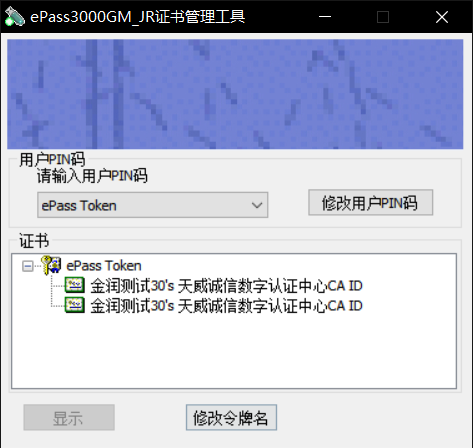 ePass3000GM_JR证书管理工具
用户PIN码
请输入用户PIN码
ePass Token
修改用户PIN码
证书
ePass Token
金润测试30's 天威诚信数字认证中心CA ID
金润测试30's 天威诚信数字认证中心CA ID
显示
修改令牌名